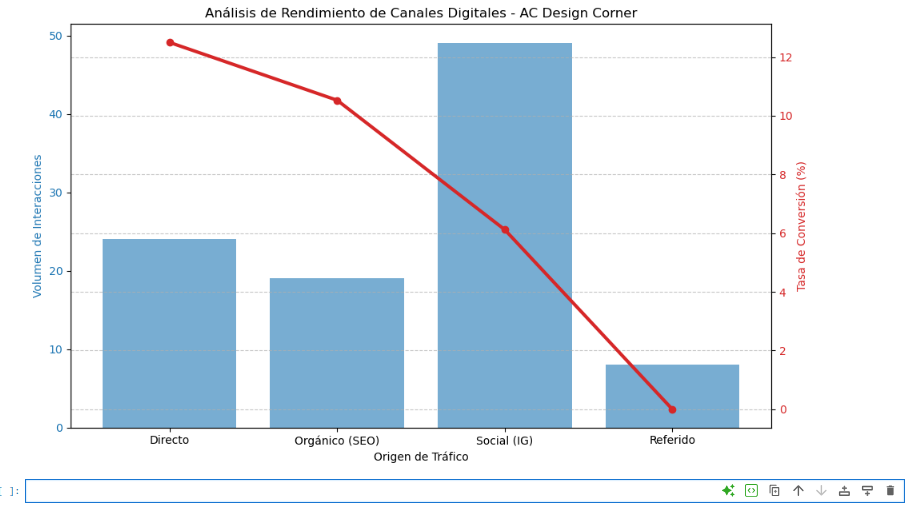 Análisis de Rendimiento de Canales Digitales - AC Design Corner
50
40
30
20
10
0
Volumen de Interacciones
12
10
8
6
4
2
0
Tasa de Conversión (%)
Directo
Orgánico (SEO)
Social (IG)
Referido
Origen de Tráfico
[ ]: